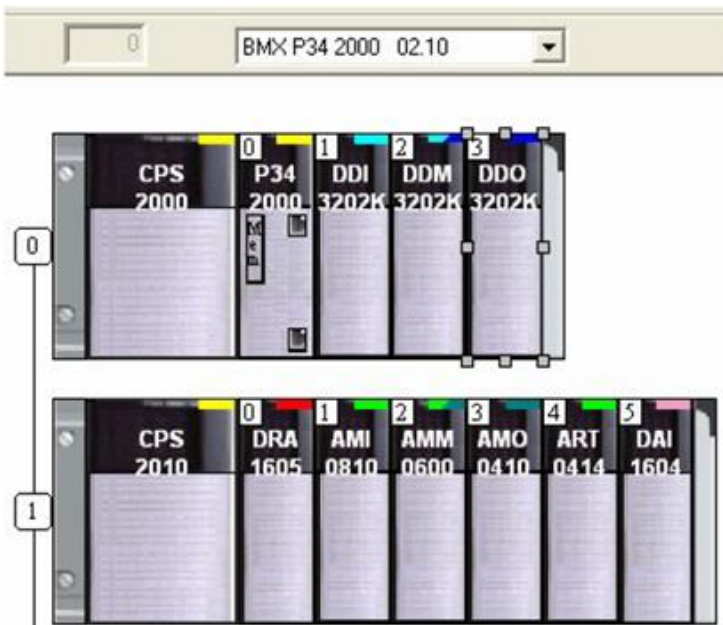 0 BMX P34 2000 02.10
0 1 2 3
CPS P34 DDI DDM DDO
2000 2000 3202K 3202K 3202K
0
0 1 2 3 4 5
CPS DRA AMI AMM AMO ART DAI
2010 1605 0810 0600 0410 0414 1604
1